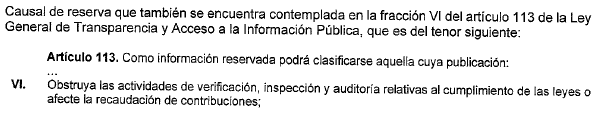 Causal de reserva que también se encuentra contemplada en la fracción VI del artículo 113 de la Ley
General de Transparencia y Acceso a la Información Pública, que es del tenor siguiente:
Artículo 113. Como información reservada podrá clasificarse aquella cuya publicación:
...
VI. Obstruya las actividades de verificación, inspección y auditoría relativas al cumplimiento de las leyes o
afecte la recaudación de contribuciones;